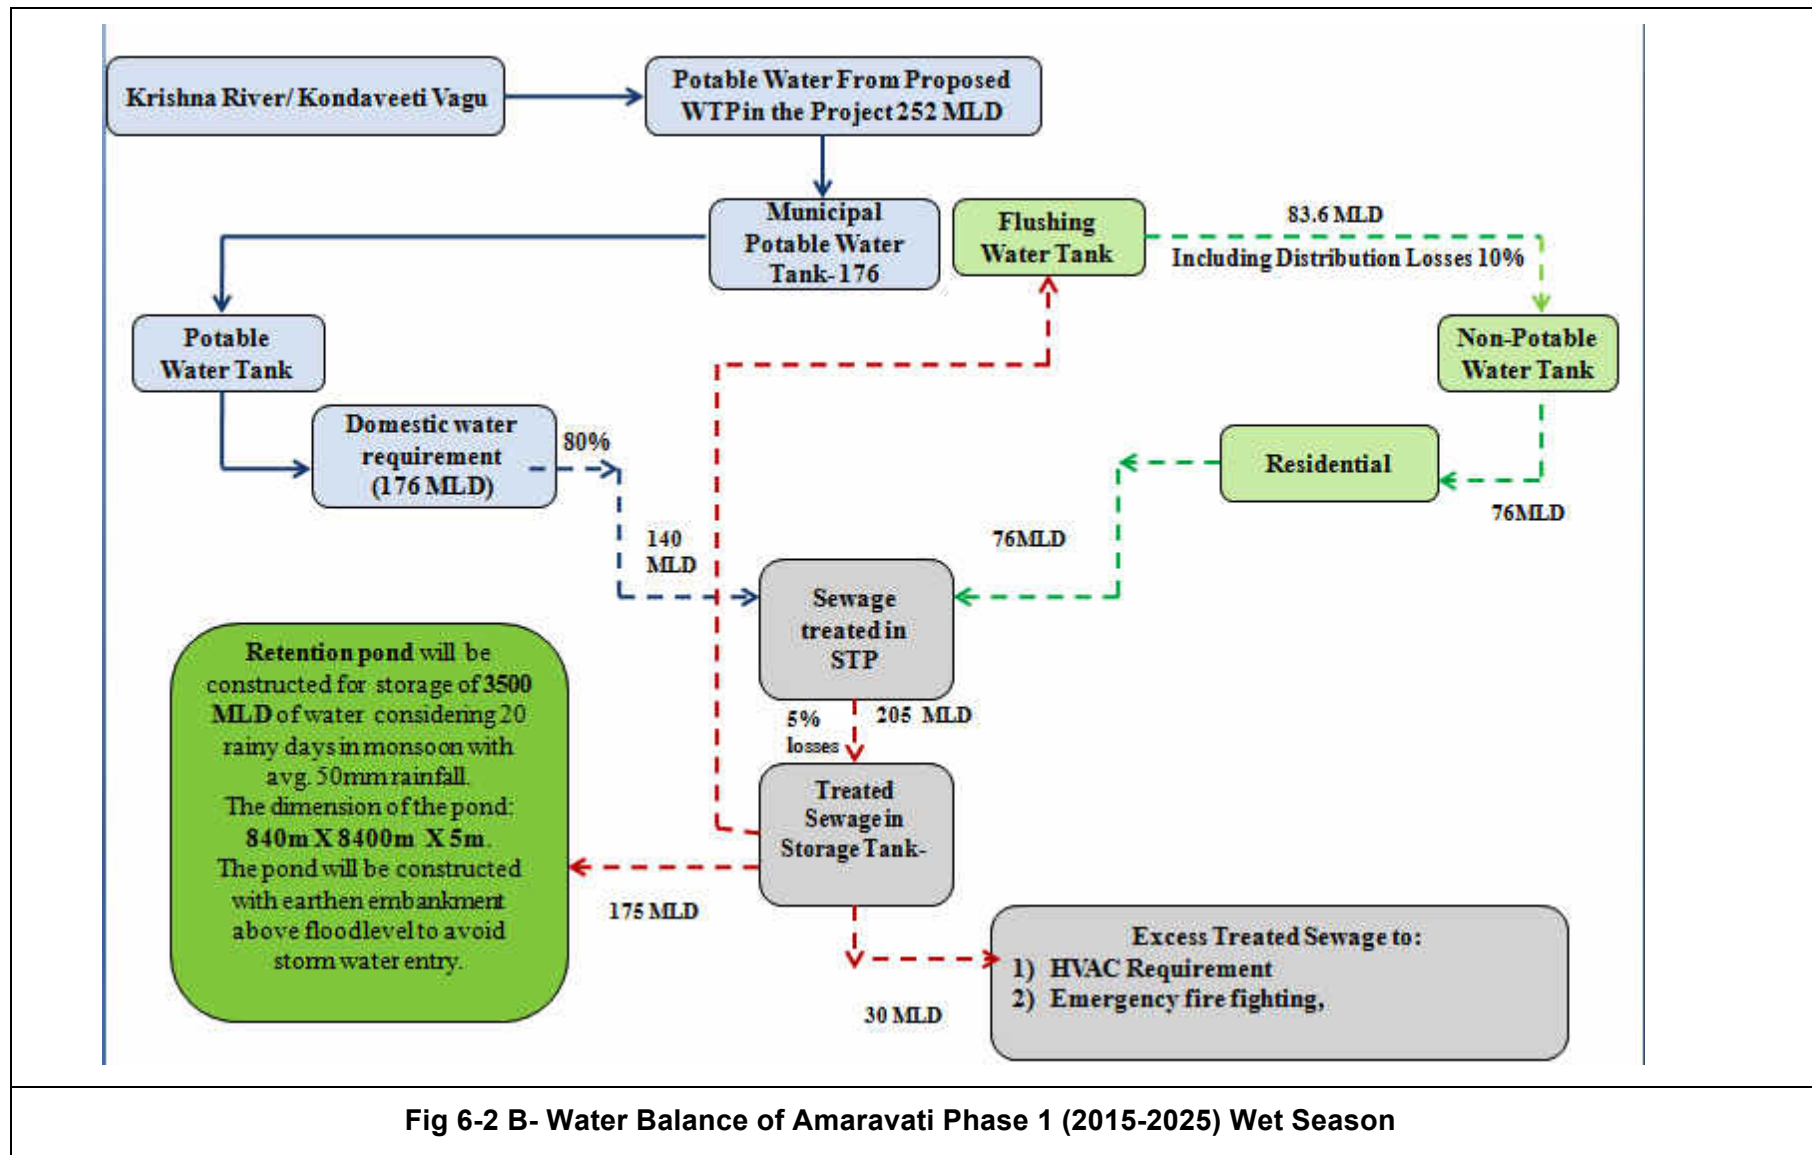 Krishna River/ Kondaveeti Vagu
Potable Water From Proposed
WTP in the Project 252 MLD
Municipal
Potable Water
Tank- 176
Flushing
Water Tank
83.6 MLD
Including Distribution Losses 10%
Potable
Water Tank
Non-Potable
Water Tank
Domestic water
requirement
(176 MLD)
80%
Residential
76MLD
140
MLD
76MLD
Sewage
treated in
STP
Retention pond will be
constructed for storage of 3500
MLD of water considering 20
rainy days in monsoon with
avg. 50mm rainfall.
The dimension of the pond:
840m X 8400m X 5m.
The pond will be constructed
with earthen embankment
above flood level to avoid
storm water entry.
5%
losses
205 MLD
Treated
Sewage in
Storage Tank-
175 MLD
30 MLD
Excess Treated Sewage to:
1) HVAC Requirement
2) Emergency fire fighting,
Fig 6-2 B- Water Balance of Amaravati Phase 1 (2015-2025) Wet Season